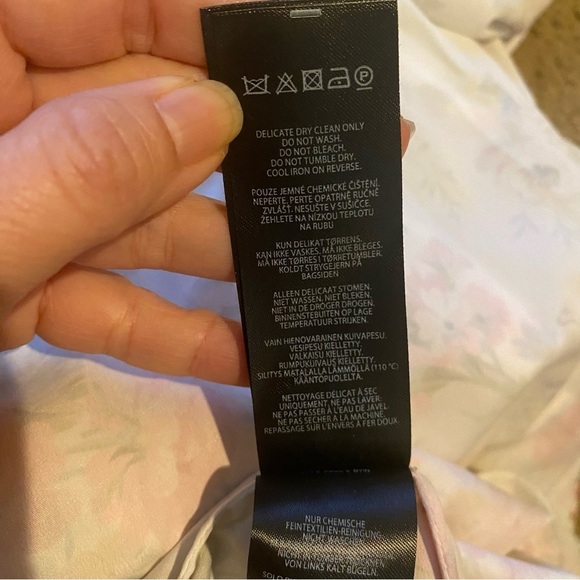 DELICATE DRY CLEAN ONLY
DO NOT WASH.
DO NOT BLEACH.
DO NOT TUMBLE DRY.
COOL IRON ON REVERSE.
POUZE JEMNÉ CHEMICKÉ ČIŠTĚNÍ.
NEPERTE. PERTE OPATRNĚ RUČNĚ
ZVLÁŠŤ. NESUŠTE V SUŠIČCE.
ŽEHLETE NA NÍZKOU TEPLOTU
NA RUBU
KUN DELIKAT TØRRENS.
KAN IKKE VASKES. MÅ IKKE BLEGES.
MÅ IKKE TØRRES I TØRRETUMBLER.
KOLDT STRYGEJERN PÅ
BAGSIDEN
ALLEEN DELICAAT STOMEN.
NIET WASSEN. NIET BLEKEN.
NIET IN DE DROGER DROGEN.
BINNENSTEBUITEN OP LAGE
TEMPERATUUR STRIJKEN.
VAIN HIENOVARAINEN KUIVAPESU.
VESIPESU KIELLETTY.
VALKAISU KIELLETTY.
RUMPUKUIVAUS KIELLETTY.
SILITYS MATALALLA LÄMMÖLLÄ (110 °C)
KÄÄNTÖPUOLELTA.
NETTOYAGE DÉLICAT À SEC
UNIQUEMENT, NE PAS LAVER.
NE PAS PASSER À L'EAU DE JAVEL.
NE PAS SÉCHER À LA MACHINE.
REPASSAGE SUR L'ENVERS À FER DOUX.
NUR CHEMISCHE
FEINTEXTILIEN-REINIGUNG
NICHT WASCHEN.
VON LINKS KALT BÜGELN.
SOLO